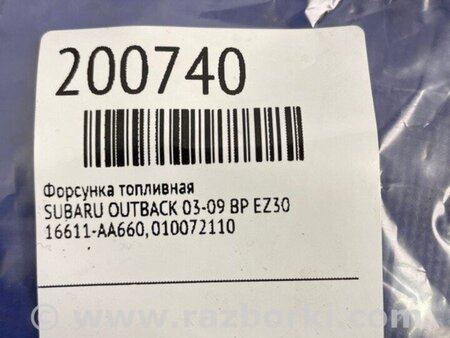 200740
Форсунка топливная
SUBARU OUTBACK 03-09 BP EZ30
16611-AA660, 010072110
© www.razborki.com